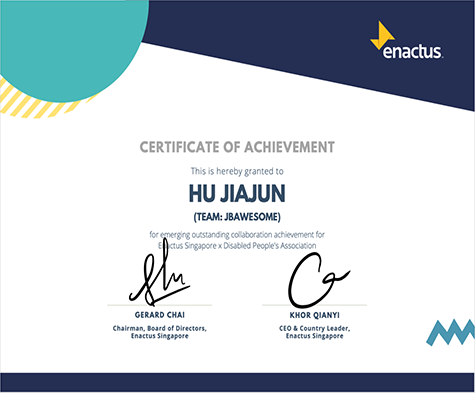 enactus.
CERTIFICATE OF ACHIEVEMENT
This is hereby granted to
HU JIAJUN
(TEAM: JBAWESOME)
for emerging outstanding collaboration achievement for
Enactus Singapore x Disabled People's Association
GERARD CHAI
Chairman, Board of Directors,
Enactus Singapore
KHOR QIANYI
CEO & Country Leader,
Enactus Singapore